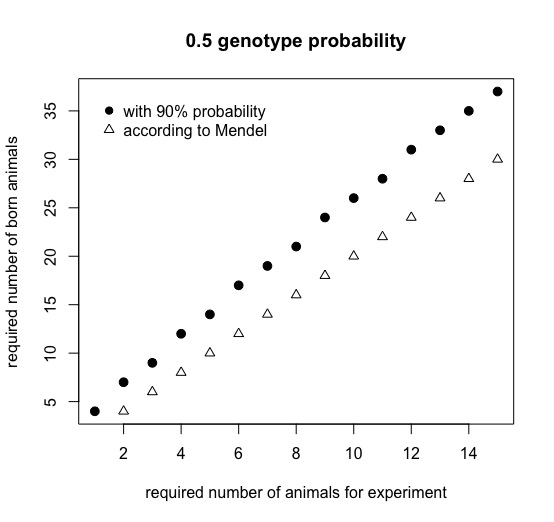 0.5 genotype probability
with 90% probability
according to Mendel
required number of born animals
35
30
25
20
15
10
5
2 4 6 8 10 12 14
required number of animals for experiment